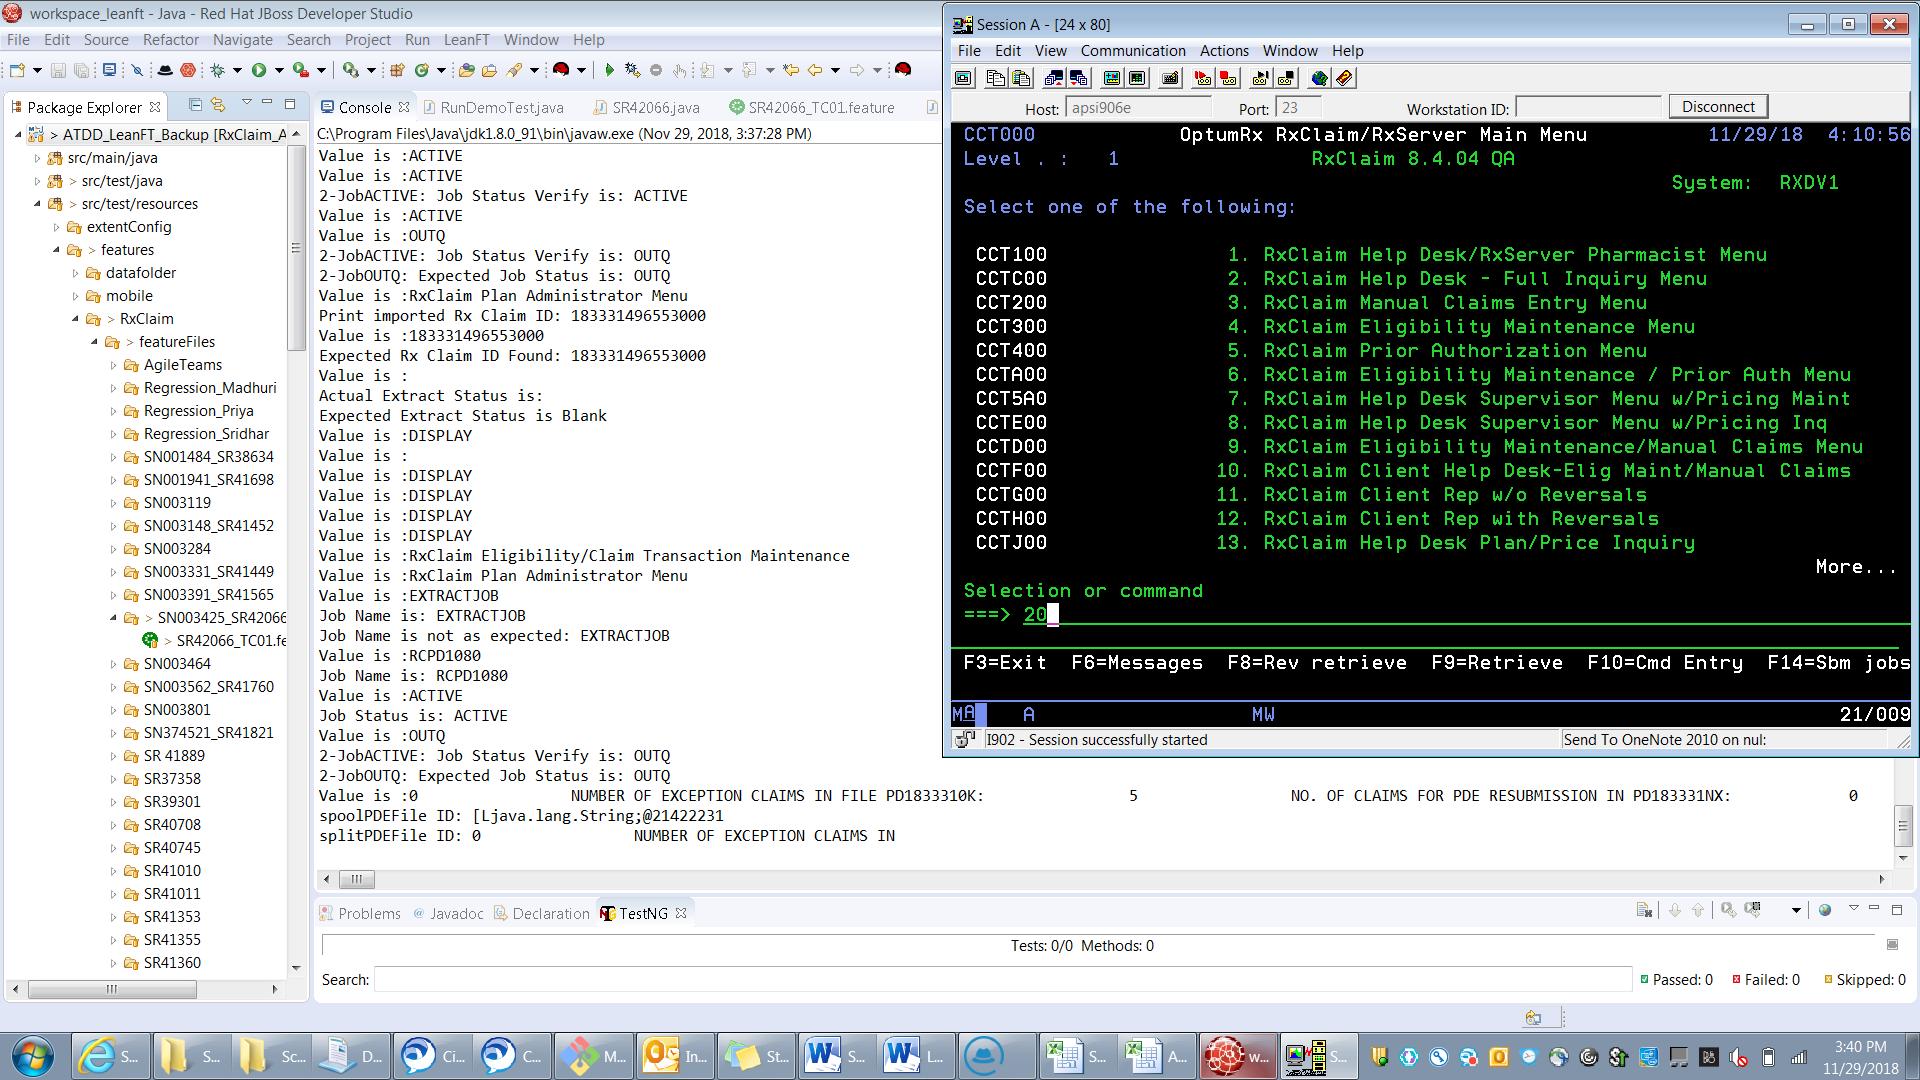 workspace_leanft - Java - Red Hat JBoss Developer Studio
File Edit Source Refactor Navigate Search Project Run LeanFT Window Help
Package Explorer
> ATDD_LeanFT_Backup [RxClaim_A
src/main/java
> src/test/java
> src/test/resources
extentConfig
> features
datafolder
mobile
> RxClaim
> featureFiles
AgileTeams
Regression_Madhuri
Regression_Priya
Regression_Sridhar
SN001484_SR38634
SN001941_SR41698
SN003119
SN003148_SR41452
SN003284
SN003331_SR41449
SN003391_SR41565
> SN003425_SR42066
> SR42066_TC01.fe
SN003464
SN003562_SR41760
SN003801
SN374521_SR41821
SR 41889
SR37358
SR39301
SR40708
SR40745
SR41010
SR41011
SR41353
SR41355
SR41360
Console RunDemoTest.java SR42066.java SR42066_TC01.feature
C:\Program Files\Java\jdk1.8.0_91\bin\javaw.exe (Nov 29, 2018, 3:37:28 PM)
Value is :ACTIVE
Value is :ACTIVE
2-JobACTIVE: Job Status Verify is: ACTIVE
Value is :ACTIVE
Value is :OUTQ
2-JobACTIVE: Job Status Verify is: OUTQ
2-JobOUTQ: Expected Job Status is: OUTQ
Value is :RxClaim Plan Administrator Menu
Print imported Rx Claim ID: 183331496553000
Value is :183331496553000
Expected Rx Claim ID Found: 183331496553000
Value is :
Actual Extract Status is:
Expected Extract Status is Blank
Value is :DISPLAY
Value is :
Value is :DISPLAY
Value is :DISPLAY
Value is :DISPLAY
Value is :DISPLAY
Value is :RxClaim Eligibility/Claim Transaction Maintenance
Value is :RxClaim Plan Administrator Menu
Value is :EXTRACTJOB
Job Name is: EXTRACTJOB
Job Name is not as expected: EXTRACTJOB
Value is :RCPD1080
Job Name is: RCPD1080
Value is :ACTIVE
Job Status is: ACTIVE
Value is :OUTQ
2-JobACTIVE: Job Status Verify is: OUTQ
2-JobOUTQ: Expected Job Status is: OUTQ
Value is :0 NUMBER OF EXCEPTION CLAIMS IN FILE PD1833310K: 5 NO. OF CLAIMS FOR PDE RESUBMISSION IN PD183331NX: 0
spoolPDEFile ID: [Ljava.lang.String;@21422231
splitPDEFile ID: 0 NUMBER OF EXCEPTION CLAIMS IN
Session A - [24 x 80]
File Edit View Communication Actions Window Help
Host: apsi906e Port: 23 Workstation ID: Disconnect
CCT000 OptumRx RxClaim/RxServer Main Menu 11/29/18 4:10:56
Level . : 1 RxClaim 8.4.04 QA
System: RXDV1
Select one of the following:
CCT100 1. RxClaim Help Desk/RxServer Pharmacist Menu
CCTC00 2. RxClaim Help Desk - Full Inquiry Menu
CCT200 3. RxClaim Manual Claims Entry Menu
CCT300 4. RxClaim Eligibility Maintenance Menu
CCT400 5. RxClaim Prior Authorization Menu
CCTA00 6. RxClaim Eligibility Maintenance / Prior Auth Menu
CCT5A0 7. RxClaim Help Desk Supervisor Menu w/Pricing Maint
CCTE00 8. RxClaim Help Desk Supervisor Menu w/Pricing Inq
CCTD00 9. RxClaim Eligibility Maintenance/Manual Claims Menu
CCTF00 10. RxClaim Client Help Desk-Elig Maint/Manual Claims
CCTG00 11. RxClaim Client Rep w/o Reversals
CCTH00 12. RxClaim Client Rep with Reversals
CCTJ00 13. RxClaim Help Desk Plan/Price Inquiry
More...
Selection or command
===> 20
F3=Exit F6=Messages F8=Rev retrieve F9=Retrieve F10=Cmd Entry F14=Sbm jobs
MA A MW 21/009
I902 - Session successfully started Send To OneNote 2010 on nul:
Problems @ Javadoc Declaration TestNG
Tests: 0/0 Methods: 0
Search: Passed: 0 Failed: 0 Skipped: 0
S... S... Sc... D... Ci... C... M... In... St... S... L... S... A... w... S...
3:40 PM
11/29/2018